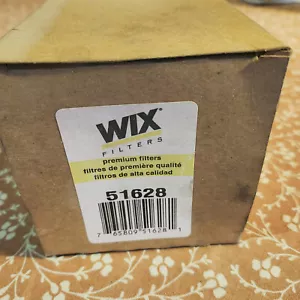 WIX
FILTERS
premium filters
filtres de première qualité
filtros de alta calidad
51628
7 65809 51628 1